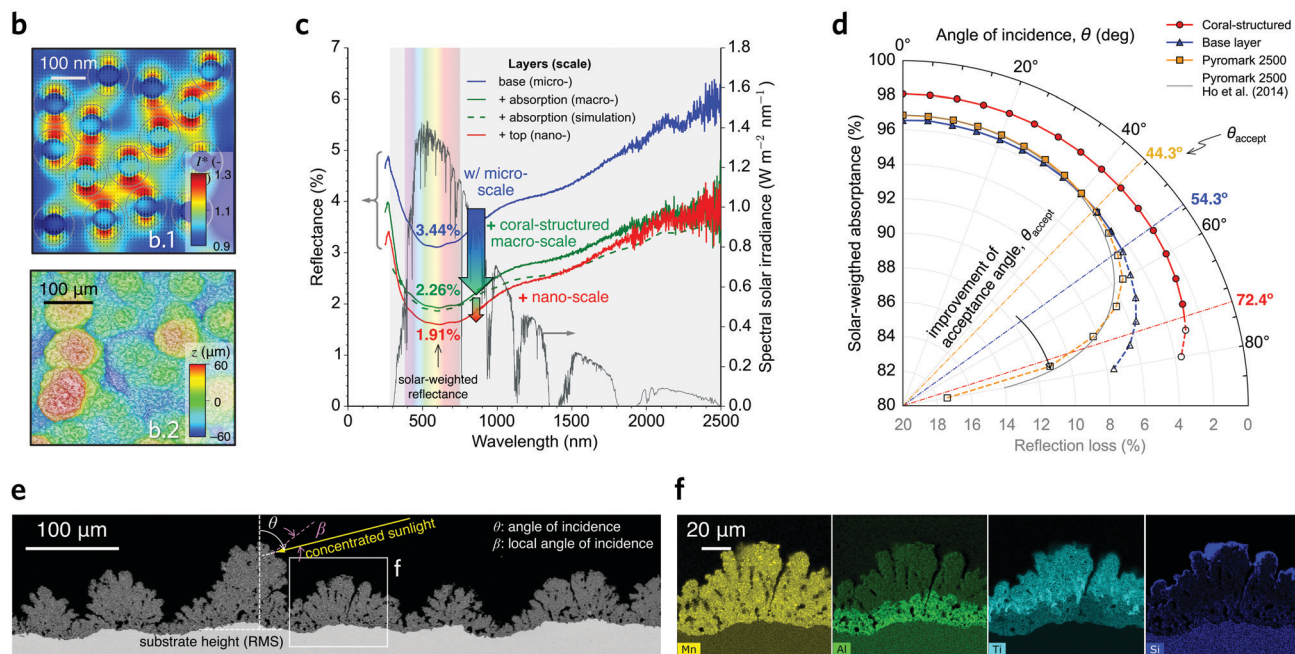 b
100 nm
I* (-
)
1.3
1.1
0.9
b.1
100 µm
z (µm)
60
0
−60
b.2
c
7
6
5
4
3
2
1
0
Reflectance (%)
Layers (scale)
base (micro-)
+ absorption (macro-)
+ absorption (simulation)
+ top (nano-)
w/ micro-
scale
3.44%
+ coral-structured
macro-scale
2.26%
+ nano-scale
1.91%
solar-weighted
reflectance
0 500 1000 1500 2000 2500
Wavelength (nm)
1.8
1.6
1.4
1.2
1.0
0.8
0.6
0.4
0.2
0.0
Spectral solar irradiance (W m⁻² nm⁻¹)
d
Angle of incidence, θ (deg)
0°
20°
40°
60°
80°
Coral-structured
Base layer
Pyromark 2500
Pyromark 2500
Ho et al. (2014)
θaccept
44.3°
54.3°
72.4°
improvement of
acceptance angle, θaccept
100
98
96
94
92
90
88
86
84
82
80
Solar-weigthed absorptance (%)
20 18 16 14 12 10 8 6 4 2 0
Reflection loss (%)
e
100 µm
θ
β
concentrated sunlight
θ: angle of incidence
β: local angle of incidence
f
substrate height (RMS)
f
20 µm
Mn
Al
Ti
Si